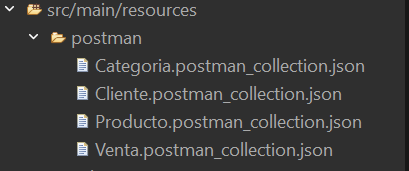 src/main/resources
postman
Categoria.postman_collection.json
Cliente.postman_collection.json
Producto.postman_collection.json
Venta.postman_collection.json